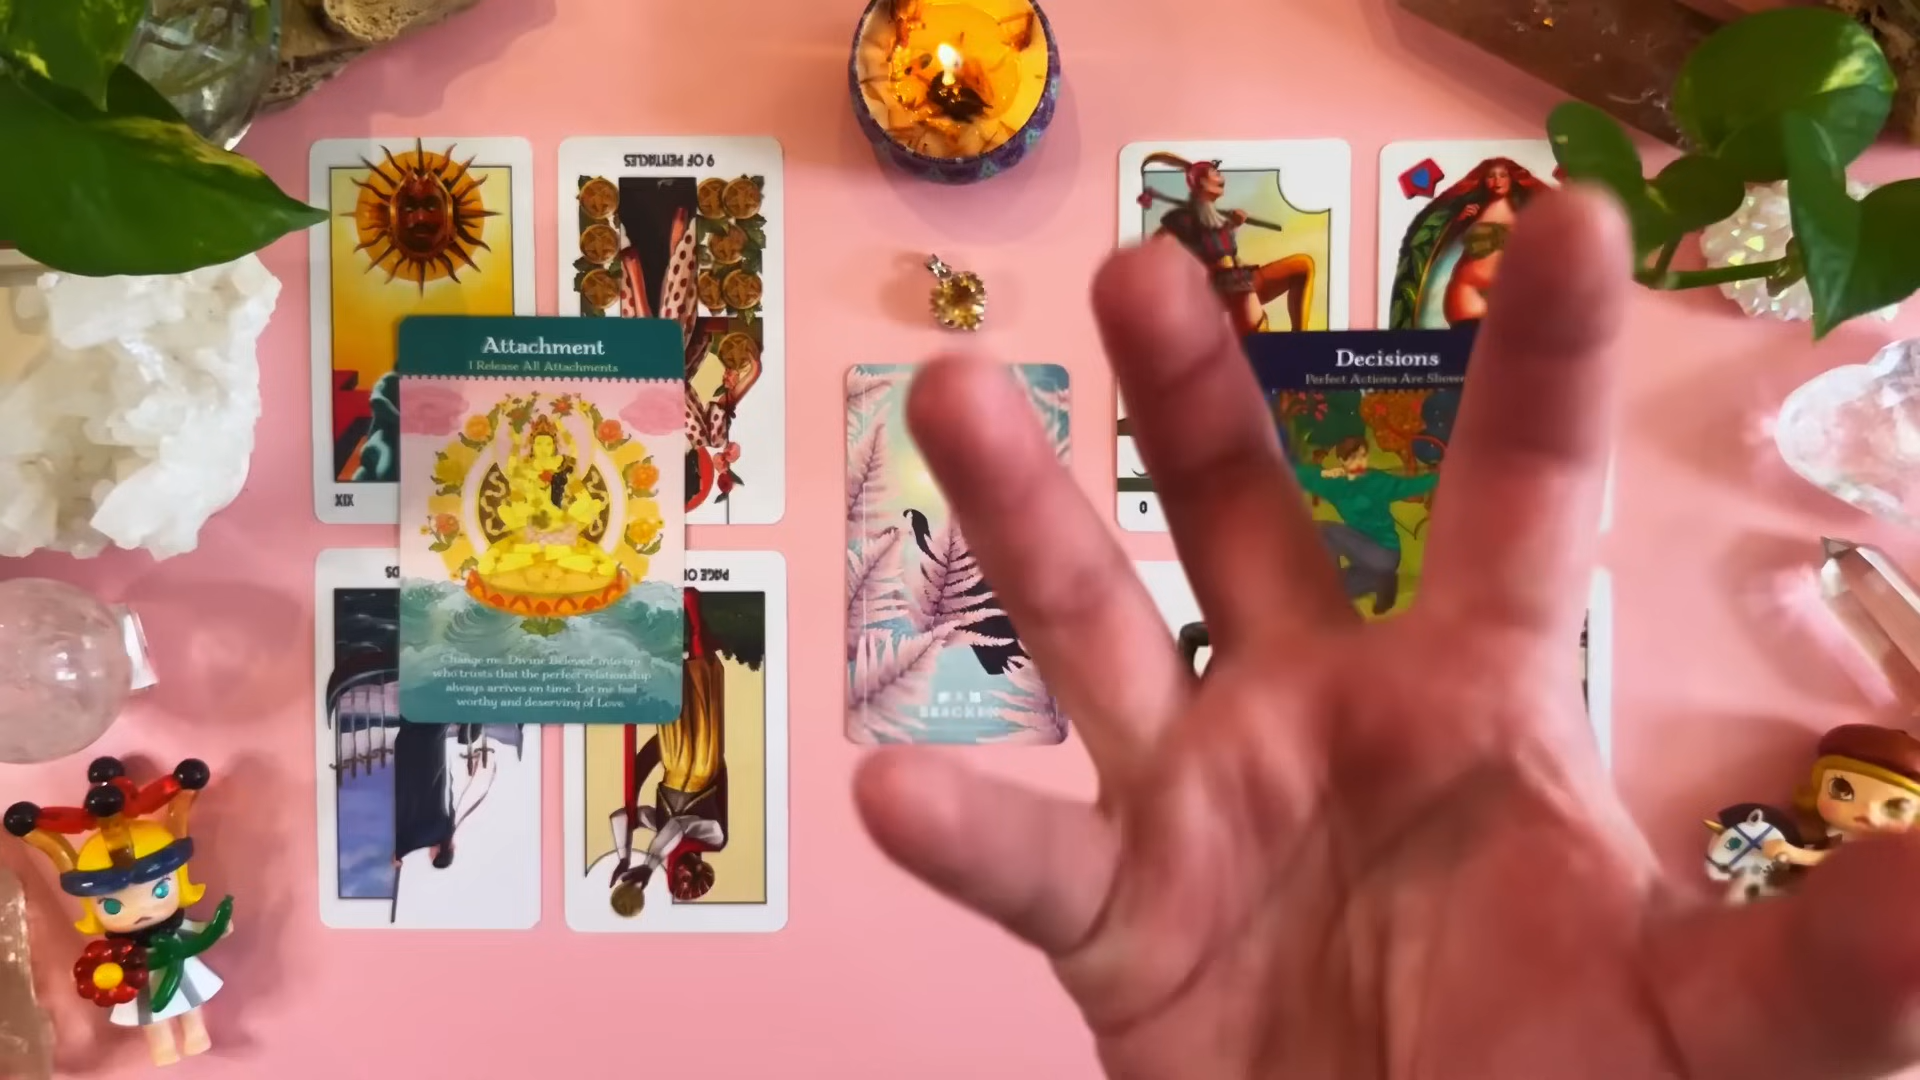 9 OF PENTACLES
Attachment
I Release All Attachments
XIX
Change me Divine Beloved into one
who trusts that the perfect relationship
always arrives on time. Let me feel
worthy and deserving of Love.
PAGE O
DS
BRACKEN
0
Decisions
Perfect Actions Are